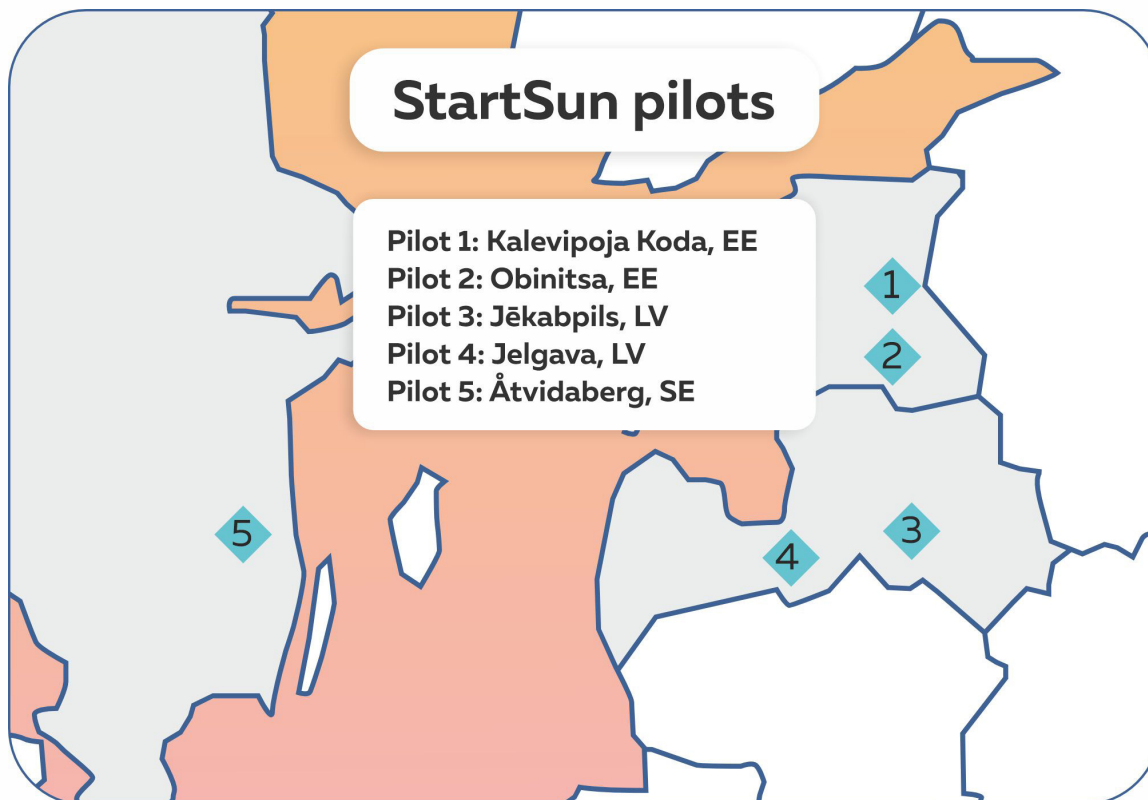 StartSun pilots
Pilot 1: Kalevipoja Koda, EE
Pilot 2: Obinitsa, EE
Pilot 3: Jēkabpils, LV
Pilot 4: Jelgava, LV
Pilot 5: Åtvidaberg, SE
1
2
3
4
5